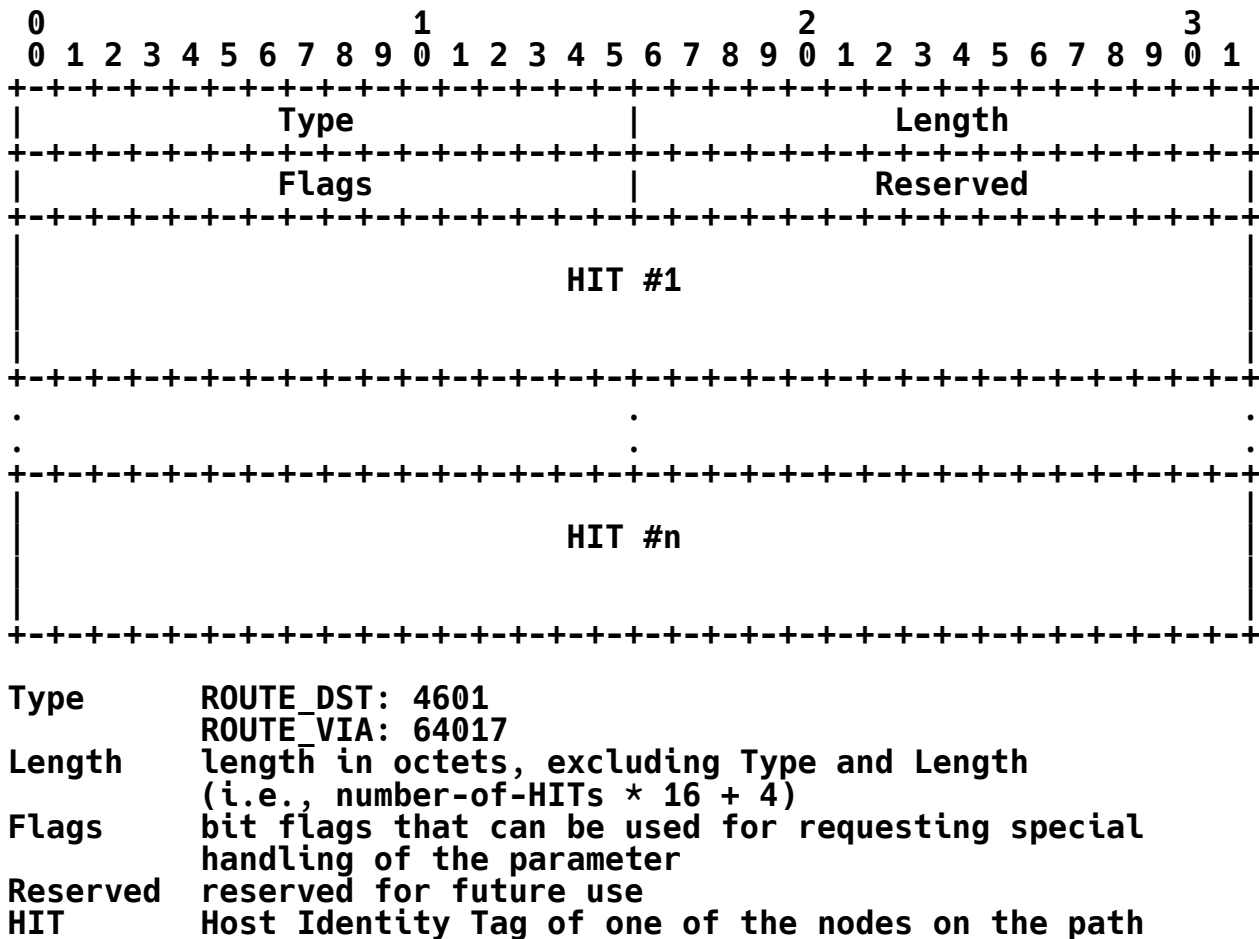 0                   1                   2                   3
 0 1 2 3 4 5 6 7 8 9 0 1 2 3 4 5 6 7 8 9 0 1 2 3 4 5 6 7 8 9 0 1
+-+-+-+-+-+-+-+-+-+-+-+-+-+-+-+-+-+-+-+-+-+-+-+-+-+-+-+-+-+-+-+-+
|             Type              |             Length            |
+-+-+-+-+-+-+-+-+-+-+-+-+-+-+-+-+-+-+-+-+-+-+-+-+-+-+-+-+-+-+-+-+
|             Flags             |            Reserved           |
+-+-+-+-+-+-+-+-+-+-+-+-+-+-+-+-+-+-+-+-+-+-+-+-+-+-+-+-+-+-+-+-+
|                                                               |
|                            HIT #1                             |
|                                                               |
|                                                               |
+-+-+-+-+-+-+-+-+-+-+-+-+-+-+-+-+-+-+-+-+-+-+-+-+-+-+-+-+-+-+-+-+
.                               .                               .
.                               .                               .
+-+-+-+-+-+-+-+-+-+-+-+-+-+-+-+-+-+-+-+-+-+-+-+-+-+-+-+-+-+-+-+-+
|                                                               |
|                            HIT #n                             |
|                                                               |
|                                                               |
+-+-+-+-+-+-+-+-+-+-+-+-+-+-+-+-+-+-+-+-+-+-+-+-+-+-+-+-+-+-+-+-+

Type      ROUTE_DST: 4601
          ROUTE_VIA: 64017
Length    length in octets, excluding Type and Length
          (i.e., number-of-HITs * 16 + 4)
Flags     bit flags that can be used for requesting special
          handling of the parameter
Reserved  reserved for future use
HIT       Host Identity Tag of one of the nodes on the path